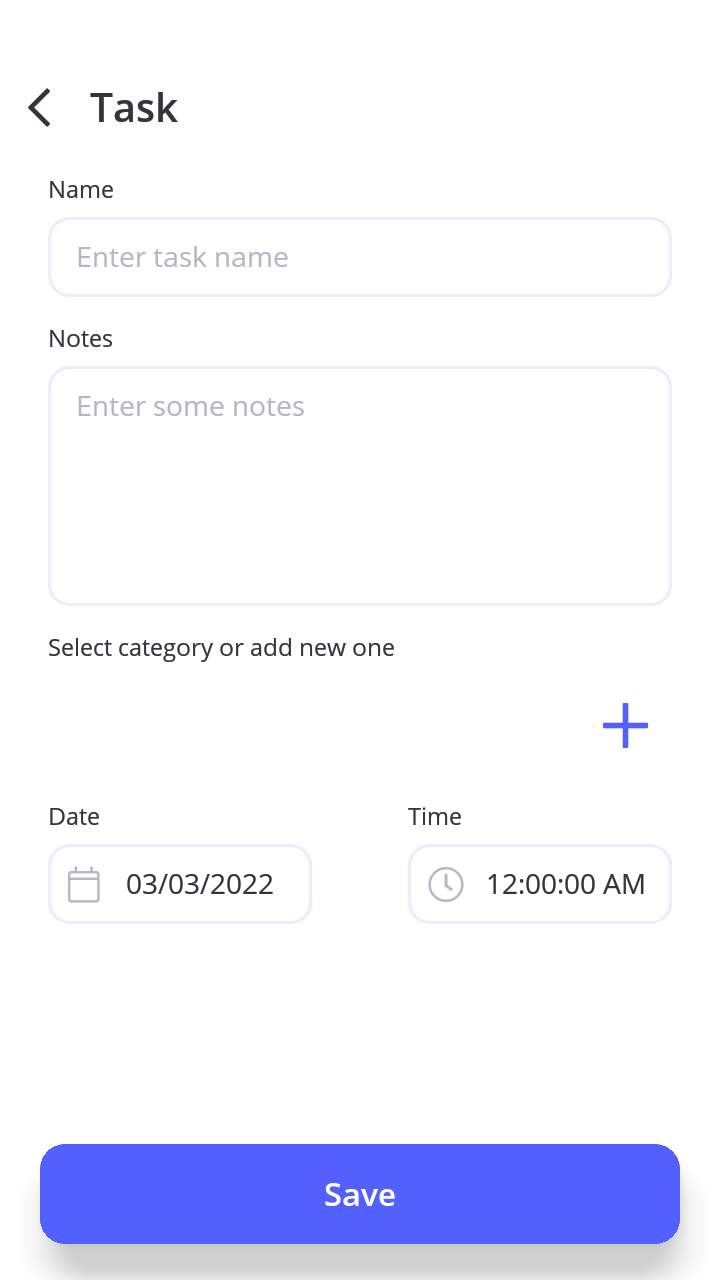 Task
Name
Enter task name
Notes
Enter some notes
Select category or add new one
Date
Time
03/03/2022
12:00:00 AM
Save